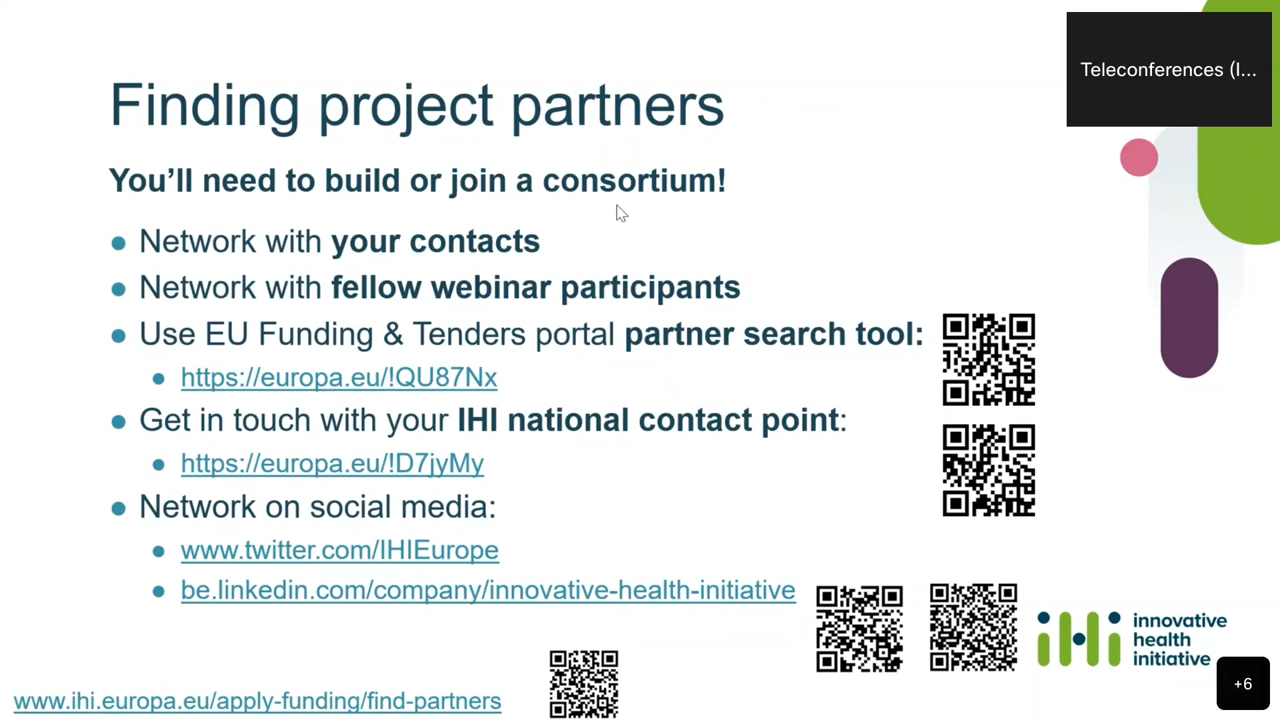 Teleconferences (I...
Finding project partners
You’ll need to build or join a consortium!
Network with your contacts
Network with fellow webinar participants
Use EU Funding & Tenders portal partner search tool:
https://europa.eu/!QU87Nx
Get in touch with your IHI national contact point:
https://europa.eu/!D7jyMy
Network on social media:
www.twitter.com/IHIEurope
be.linkedin.com/company/innovative-health-initiative
iHi innovative
health
initiative
+6
www.ihi.europa.eu/apply-funding/find-partners